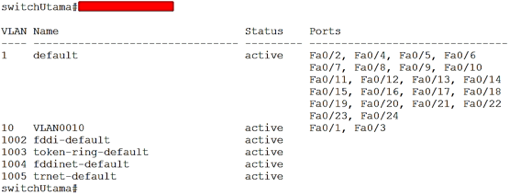 switchUtama#
VLAN Name Status Ports
---- -------------------------------- --------- -------------------------------
1 default active Fa0/2, Fa0/4, Fa0/5, Fa0/6
Fa0/7, Fa0/8, Fa0/9, Fa0/10
Fa0/11, Fa0/12, Fa0/13, Fa0/14
Fa0/15, Fa0/16, Fa0/17, Fa0/18
Fa0/19, Fa0/20, Fa0/21, Fa0/22
Fa0/23, Fa0/24
10 VLAN0010 active Fa0/1, Fa0/3
1002 fddi-default active
1003 token-ring-default active
1004 fddinet-default active
1005 trnet-default active
switchUtama#